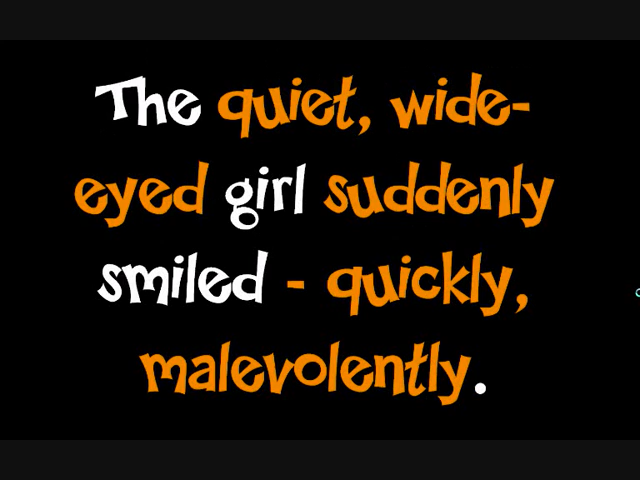 The quiet, wide-
eyed girl suddenly
smiled - quickly,
malevolently.